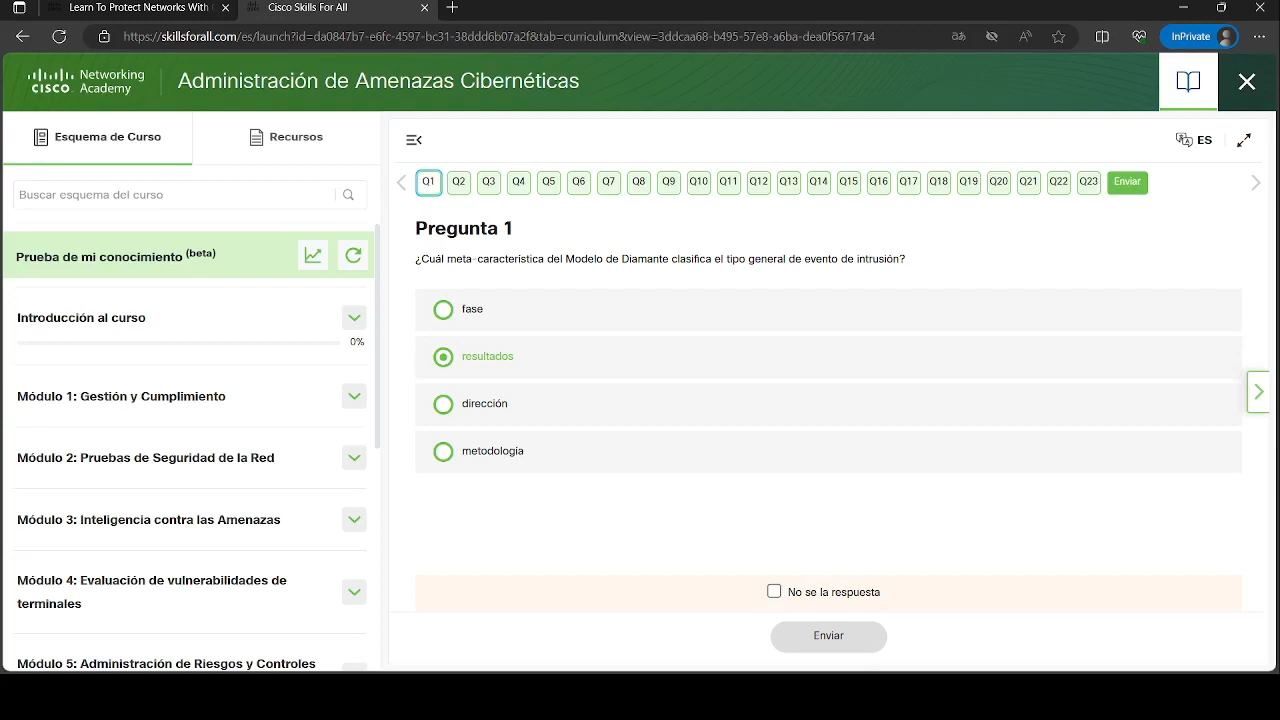 Learn To Protect Networks With
Cisco Skills For All
https://skillsforall.com/es/launch?id=da0847b7-e6fc-4597-bc31-38dd6b07a2f&tab=curriculum&view=3ddcaa68-b495-57e8-a6ba-dea0f56717a4
InPrivate
Networking
CISCO Academy
Administración de Amenazas Cibernéticas
Esquema de Curso
Recursos
ES
Buscar esquema del curso
Q1 Q2 Q3 Q4 Q5 Q6 Q7 Q8 Q9 Q10 Q11 Q12 Q13 Q14 Q15 Q16 Q17 Q18 Q19 Q20 Q21 Q22 Q23 Enviar
Prueba de mi conocimiento (beta)
Introducción al curso
0%
Módulo 1: Gestión y Cumplimiento
Módulo 2: Pruebas de Seguridad de la Red
Módulo 3: Inteligencia contra las Amenazas
Módulo 4: Evaluación de vulnerabilidades de
terminales
Módulo 5: Administración de Riesgos y Controles
Pregunta 1
¿Cuál meta-característica del Modelo de Diamante clasifica el tipo general de evento de intrusión?
fase
resultados
dirección
metodología
No se la respuesta
Enviar